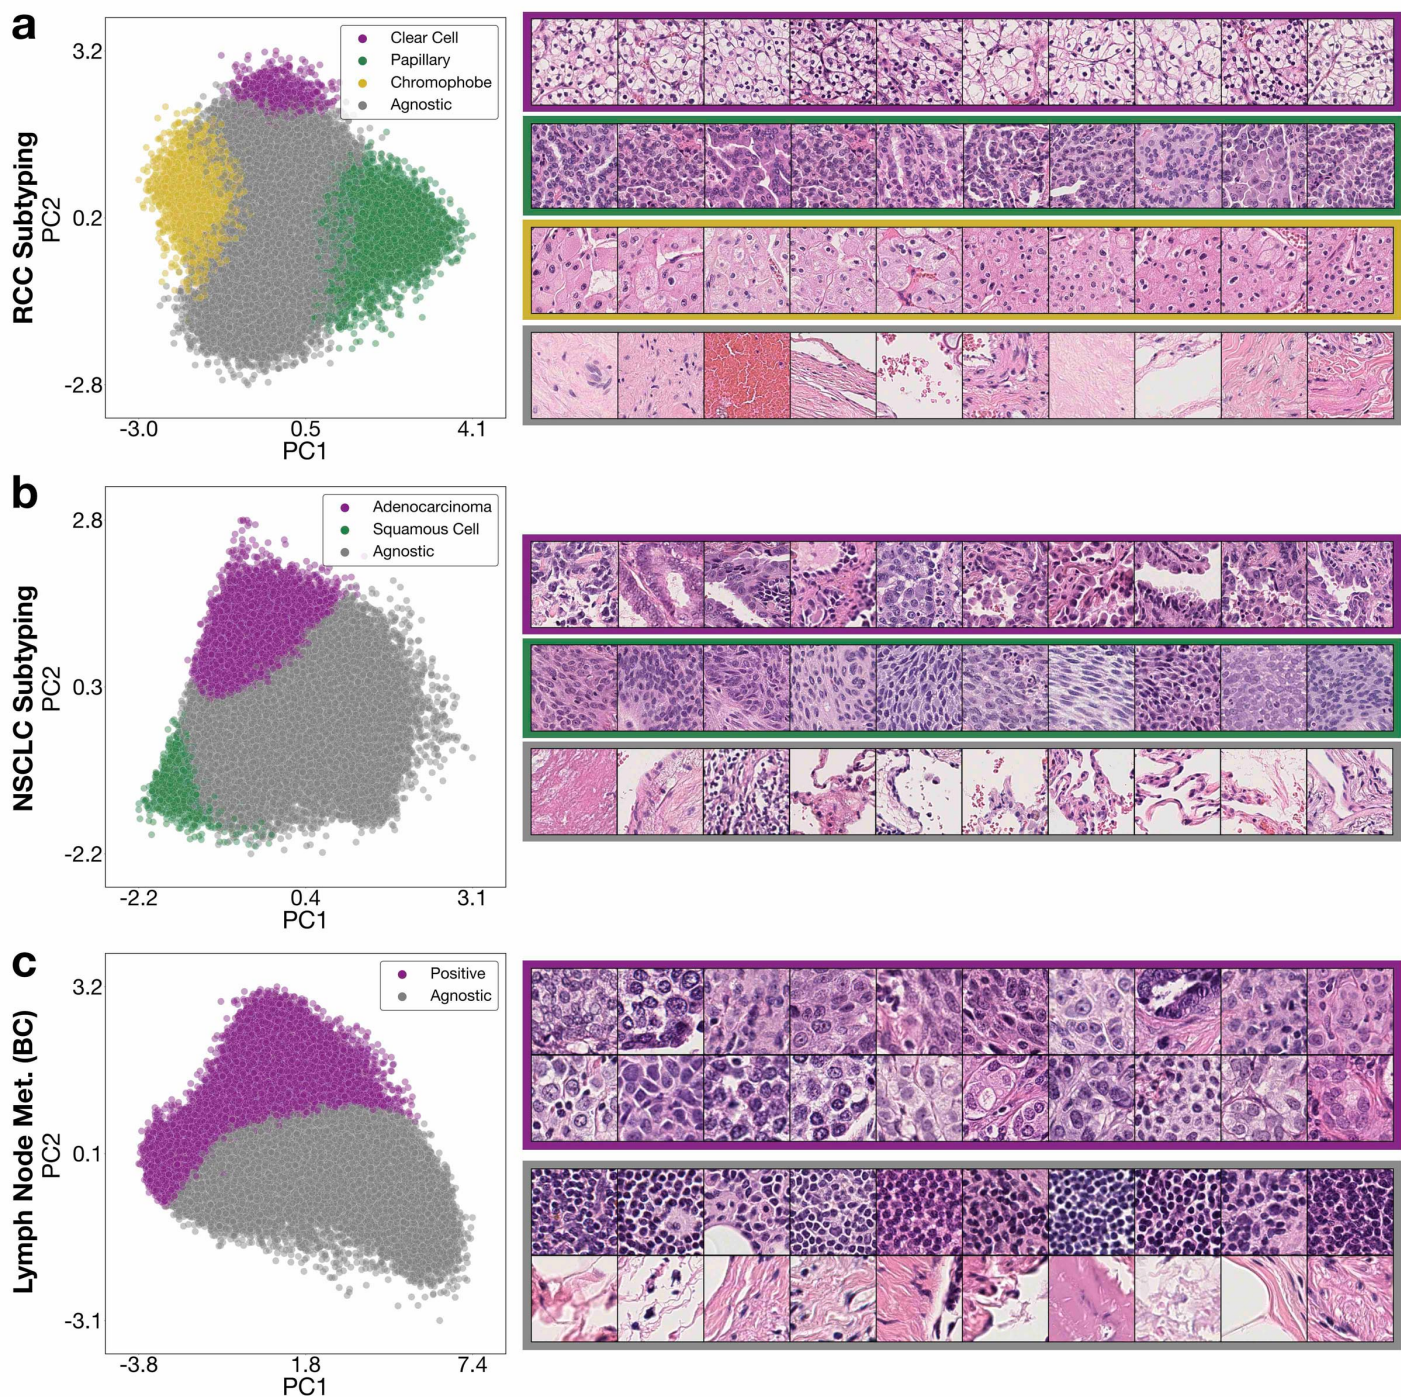 a
RCC Subtyping
PC2
3.2
0.2
-2.8
Clear Cell
Papillary
Chromophobe
Agnostic
-3.0 0.5 4.1
PC1
b
NSCLC Subtyping
PC2
2.8
0.3
-2.2
Adenocarcinoma
Squamous Cell
Agnostic
-2.2 0.4 3.1
PC1
c
Lymph Node Met. (BC)
PC2
3.2
0.1
-3.1
Positive
Agnostic
-3.8 1.8 7.4
PC1